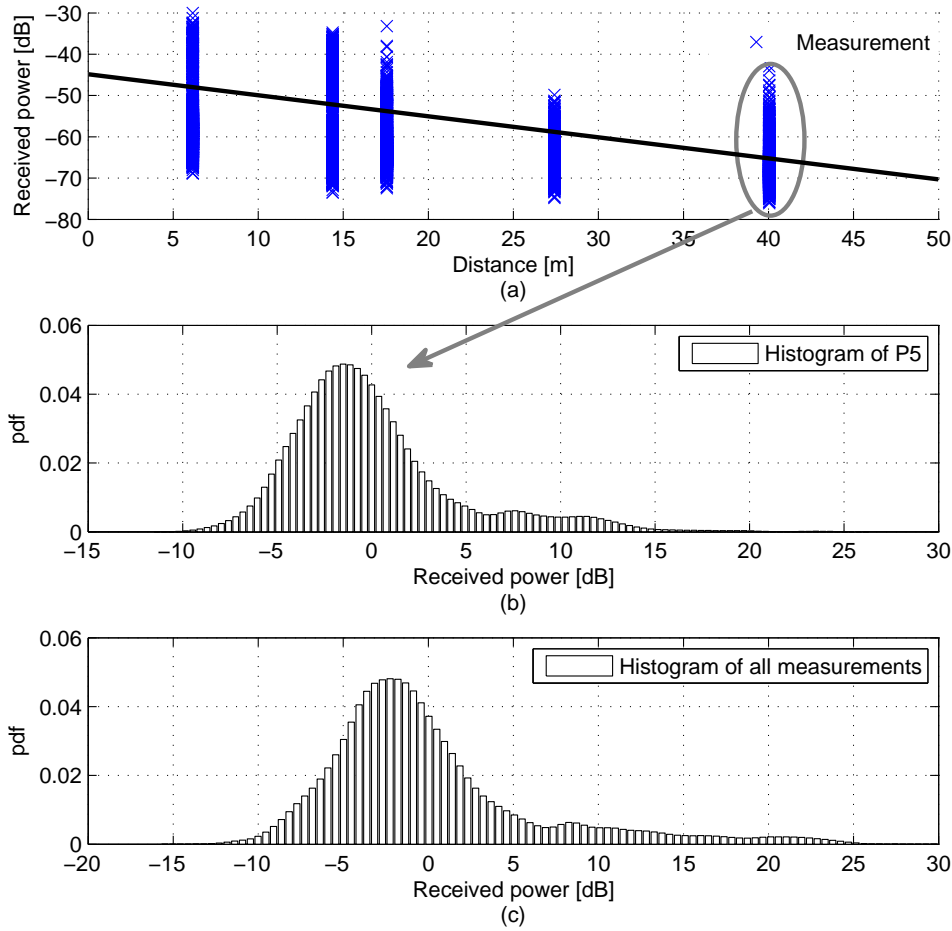 −30
−40
−50
−60
−70
−80
Received power [dB]
Measurement
0 5 10 15 20 25 30 35 40 45 50
Distance [m]
(a)
0.06
0.04
0.02
0
pdf
Histogram of P5
−15 −10 −5 0 5 10 15 20 25 30
Received power [dB]
(b)
0.06
0.04
0.02
0
pdf
Histogram of all measurements
−20 −15 −10 −5 0 5 10 15 20 25 30
Received power [dB]
(c)